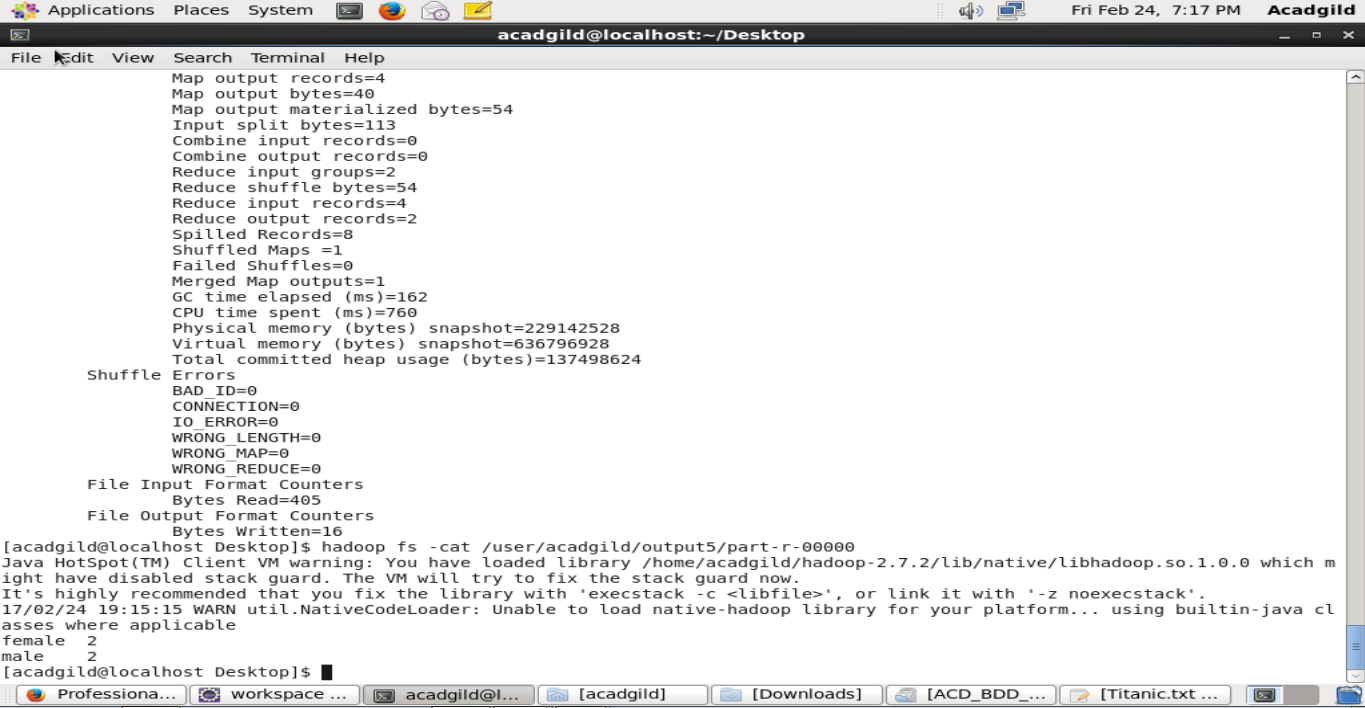 Applications Places System Fri Feb 24, 7:17 PM Acadgild
acadgild@localhost:~/Desktop
File Edit View Search Terminal Help
Map output records=4
Map output bytes=40
Map output materialized bytes=54
Input split bytes=113
Combine input records=0
Combine output records=0
Reduce input groups=2
Reduce shuffle bytes=54
Reduce input records=4
Reduce output records=2
Spilled Records=8
Shuffled Maps =1
Failed Shuffles=0
Merged Map outputs=1
GC time elapsed (ms)=162
CPU time spent (ms)=760
Physical memory (bytes) snapshot=229142528
Virtual memory (bytes) snapshot=636796928
Total committed heap usage (bytes)=137498624
Shuffle Errors
BAD_ID=0
CONNECTION=0
IO_ERROR=0
WRONG_LENGTH=0
WRONG_MAP=0
WRONG_REDUCE=0
File Input Format Counters
Bytes Read=405
File Output Format Counters
Bytes Written=16
[acadgild@localhost Desktop]$ hadoop fs -cat /user/acadgild/output5/part-r-00000
Java HotSpot(TM) Client VM warning: You have loaded library /home/acadgild/hadoop-2.7.2/lib/native/libhadoop.so.1.0.0 which m
ight have disabled stack guard. The VM will try to fix the stack guard now.
It's highly recommended that you fix the library with 'execstack -c <libfile>', or link it with '-z noexecstack'.
17/02/24 19:15:15 WARN util.NativeCodeLoader: Unable to load native-hadoop library for your platform... using builtin-java cl
asses where applicable
female 2
male 2
[acadgild@localhost Desktop]$
Professiona... workspace ... acadgild@l... [acadgild] [Downloads] [ACD_BDD_... [Titanic.txt ...